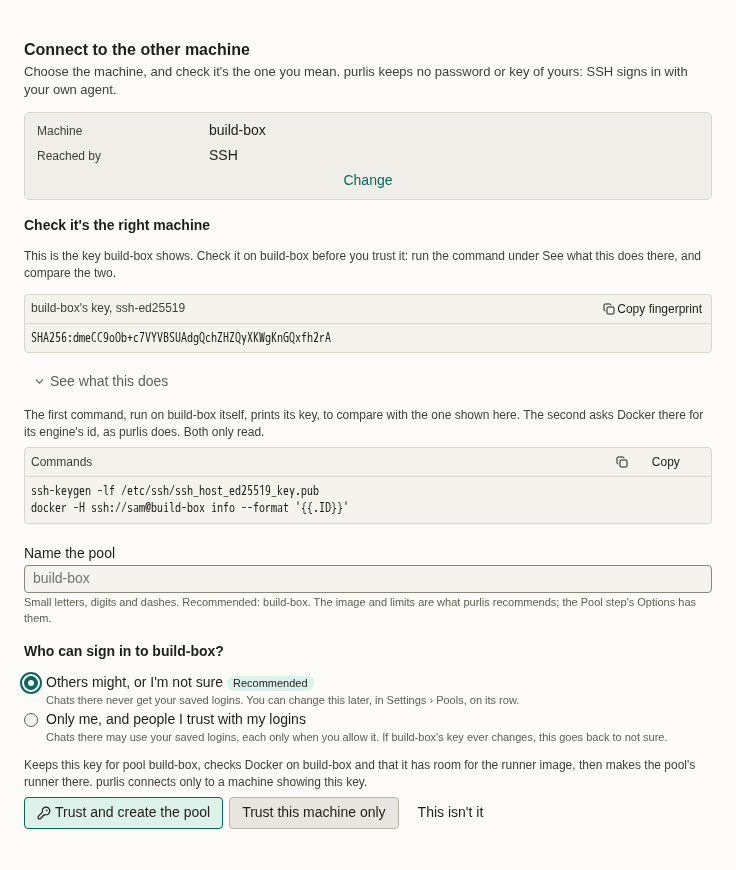 Connect to the other machine
Choose the machine, and check it's the one you mean. purlis keeps no password or key of yours: SSH signs in with
your own agent.
Machine build-box
Reached by SSH
Change
Check it's the right machine
This is the key build-box shows. Check it on build-box before you trust it: run the command under See what this does there, and
compare the two.
build-box's key, ssh-ed25519 Copy fingerprint
SHA256:dmeCC9oOb+c7VYVBSUAdgQchZHZQyXKWgKnGQxfh2rA
See what this does
The first command, run on build-box itself, prints its key, to compare with the one shown here. The second asks Docker there for
its engine's id, as purlis does. Both only read.
Commands Copy
ssh-keygen -lf /etc/ssh/ssh_host_ed25519_key.pub
docker -H ssh://sam@build-box info --format '{{.ID}}'
Name the pool
build-box
Small letters, digits and dashes. Recommended: build-box. The image and limits are what purlis recommends; the Pool step's Options has
them.
Who can sign in to build-box?
Others might, or I'm not sure Recommended
Chats there never get your saved logins. You can change this later, in Settings › Pools, on its row.
Only me, and people I trust with my logins
Chats there may use your saved logins, each only when you allow it. If build-box's key ever changes, this goes back to not sure.
Keeps this key for pool build-box, checks Docker on build-box and that it has room for the runner image, then makes the pool's
runner there. purlis connects only to a machine showing this key.
Trust and create the pool Trust this machine only This isn't it